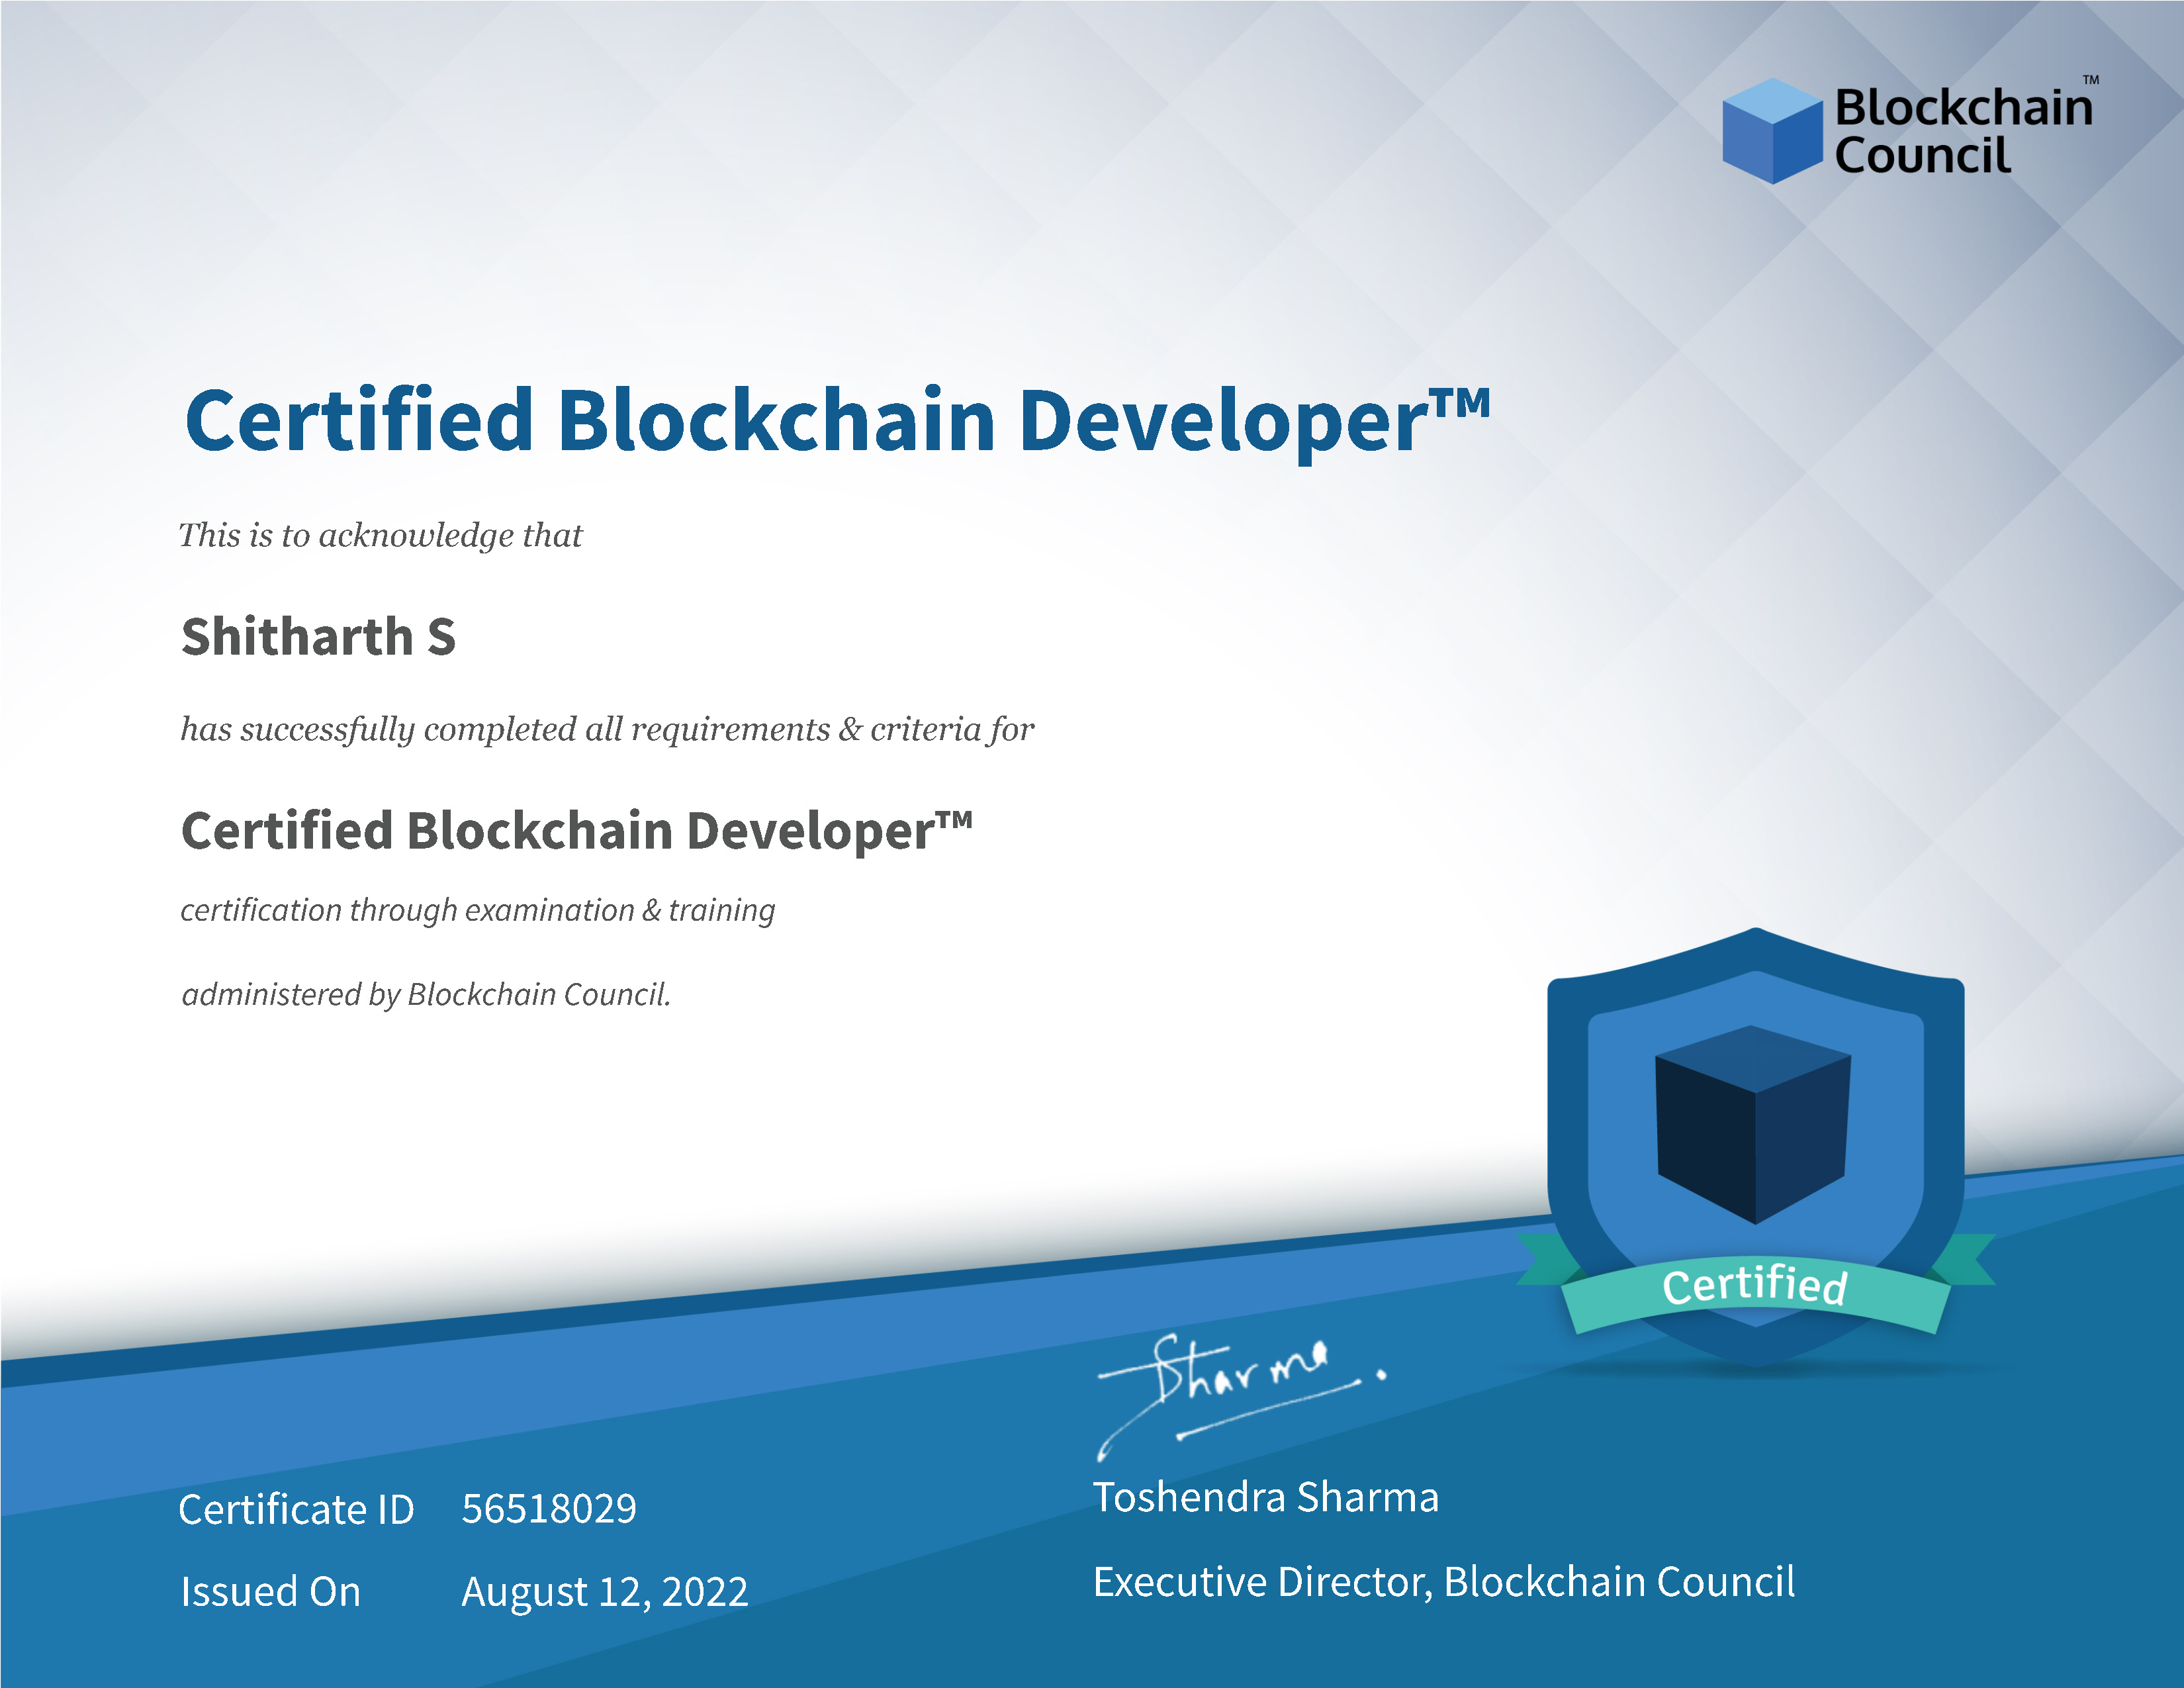 Blockchain™
Council
Certified Blockchain Developer™
This is to acknowledge that
Shitharth S
has successfully completed all requirements & criteria for
Certified Blockchain Developer™
certification through examination & training
administered by Blockchain Council.
Certified
Sharma
Certificate ID 56518029
Issued On August 12, 2022
Toshendra Sharma
Executive Director, Blockchain Council